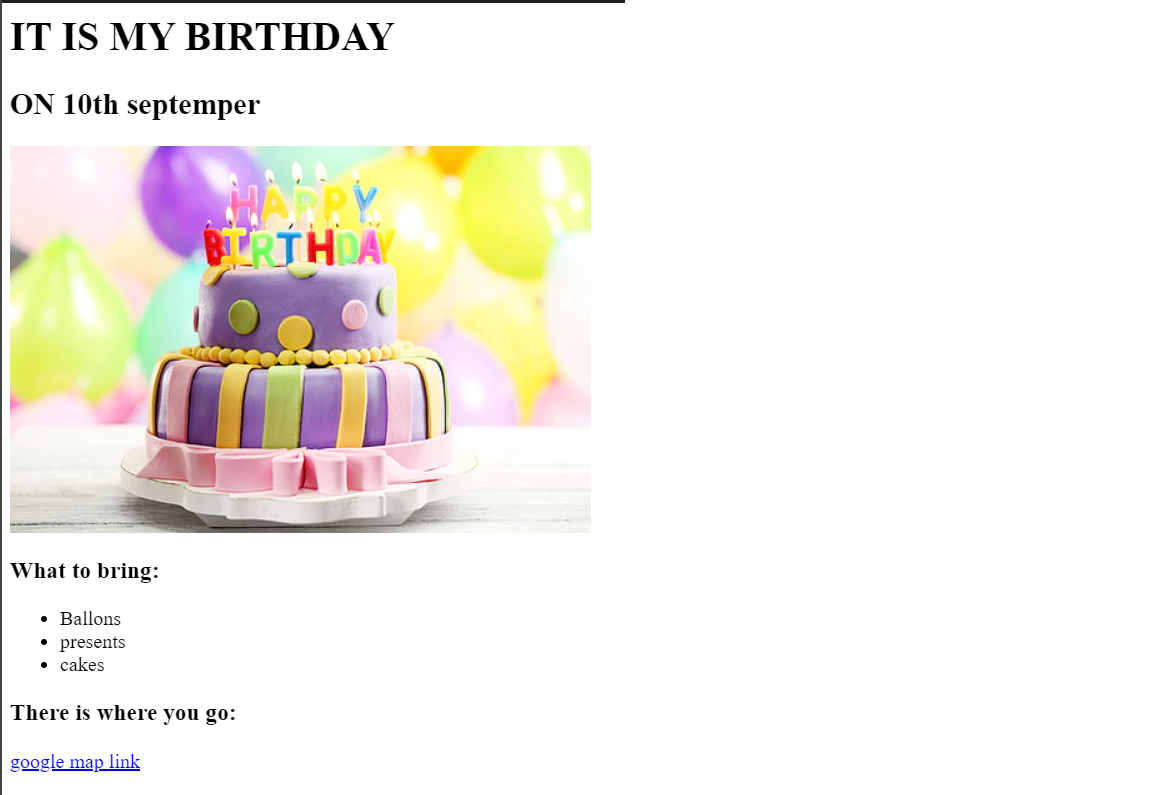 IT IS MY BIRTHDAY
ON 10th septemper
HAPPY
BIRTHDAY
What to bring:
Ballons
presents
cakes
There is where you go:
google map link